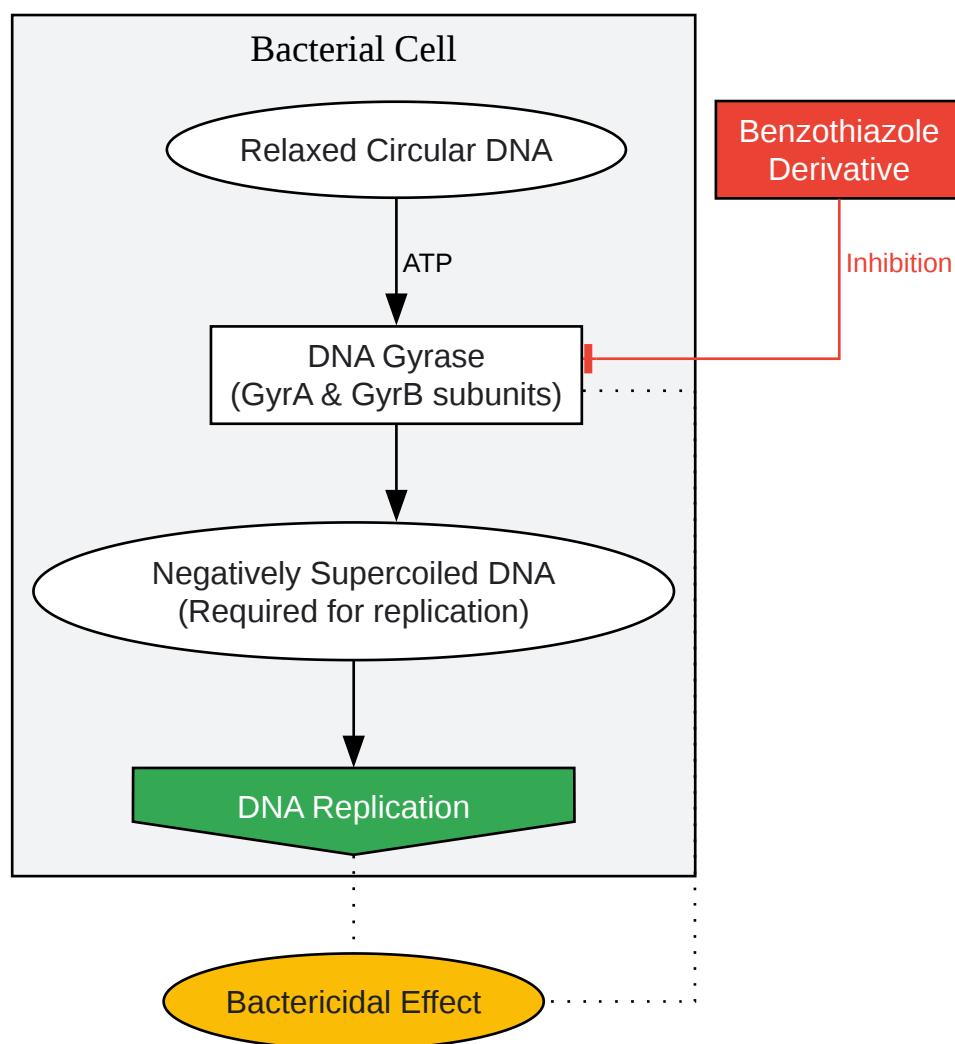 Bacterial Cell
Relaxed Circular DNA
Benzothiazole
Derivative
ATP
Inhibition
DNA Gyrase
(GyrA & GyrB subunits)
Negatively Supercoiled DNA
(Required for replication)
DNA Replication
Bactericidal Effect